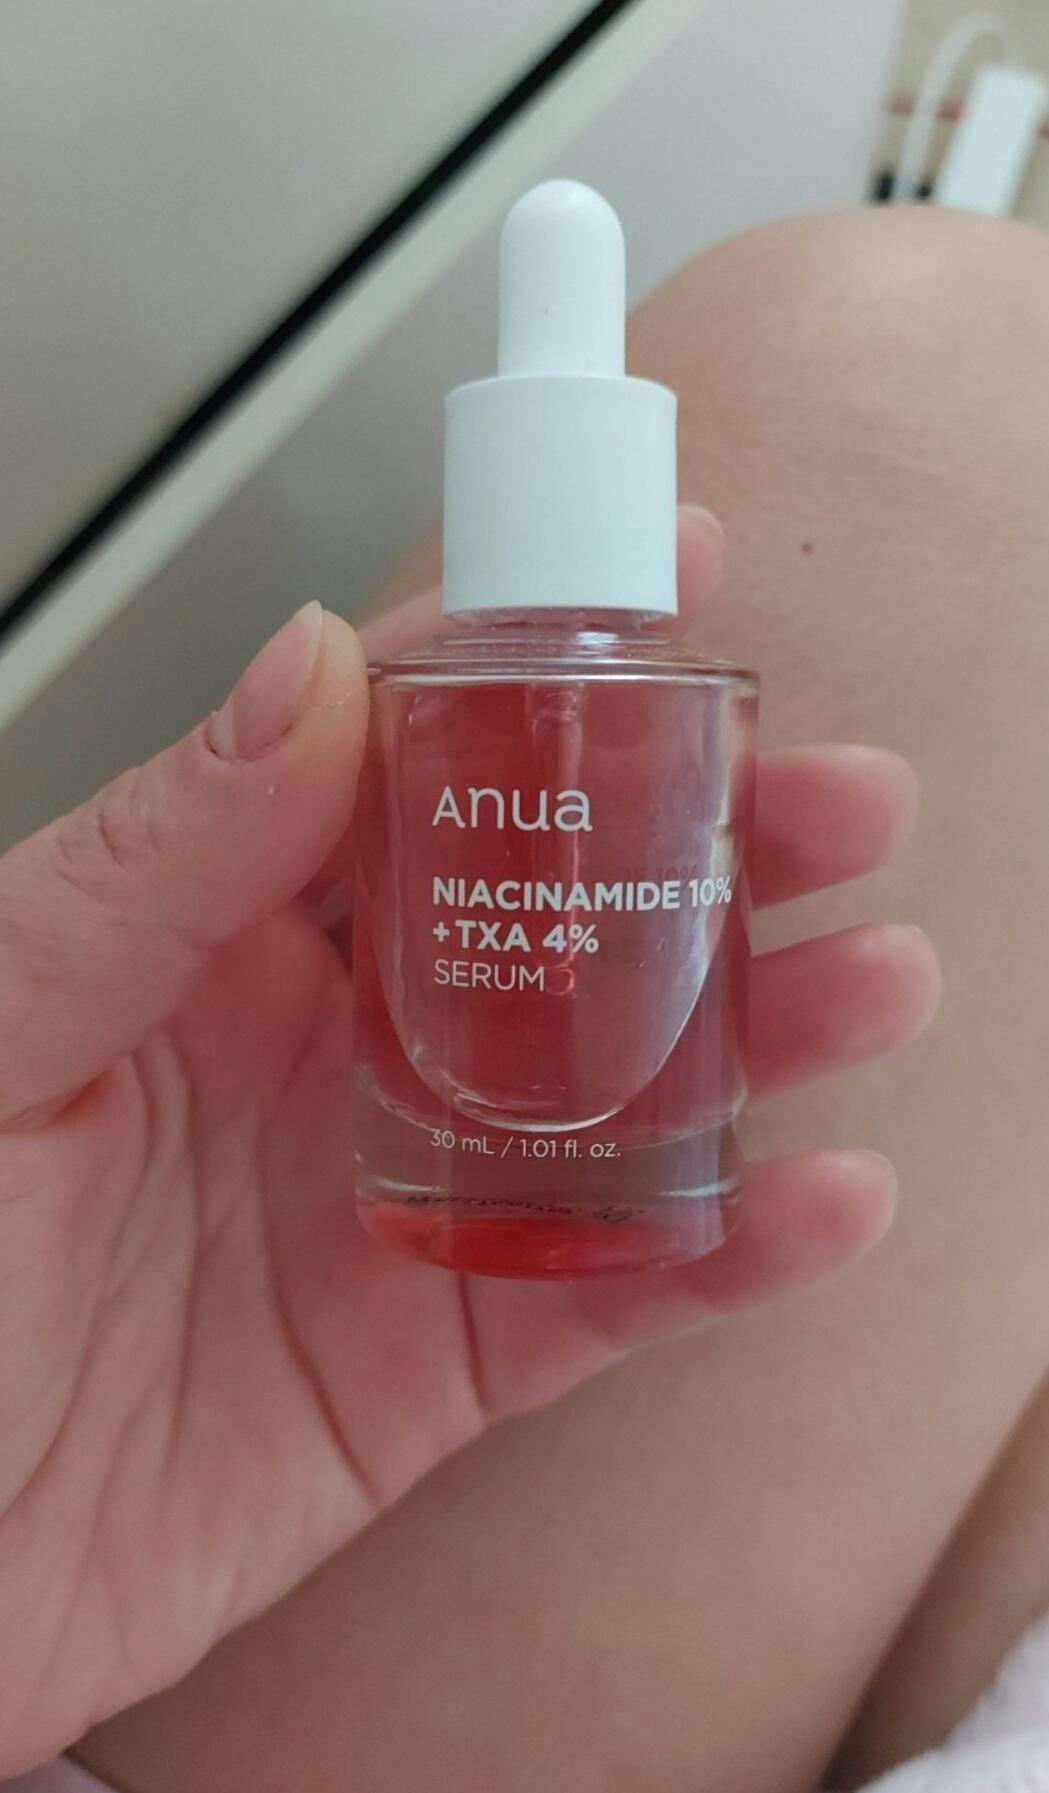 Anua
NIACINAMIDE 10%
+TXA 4%
SERUM
30 mL / 1.01 fl. oz.